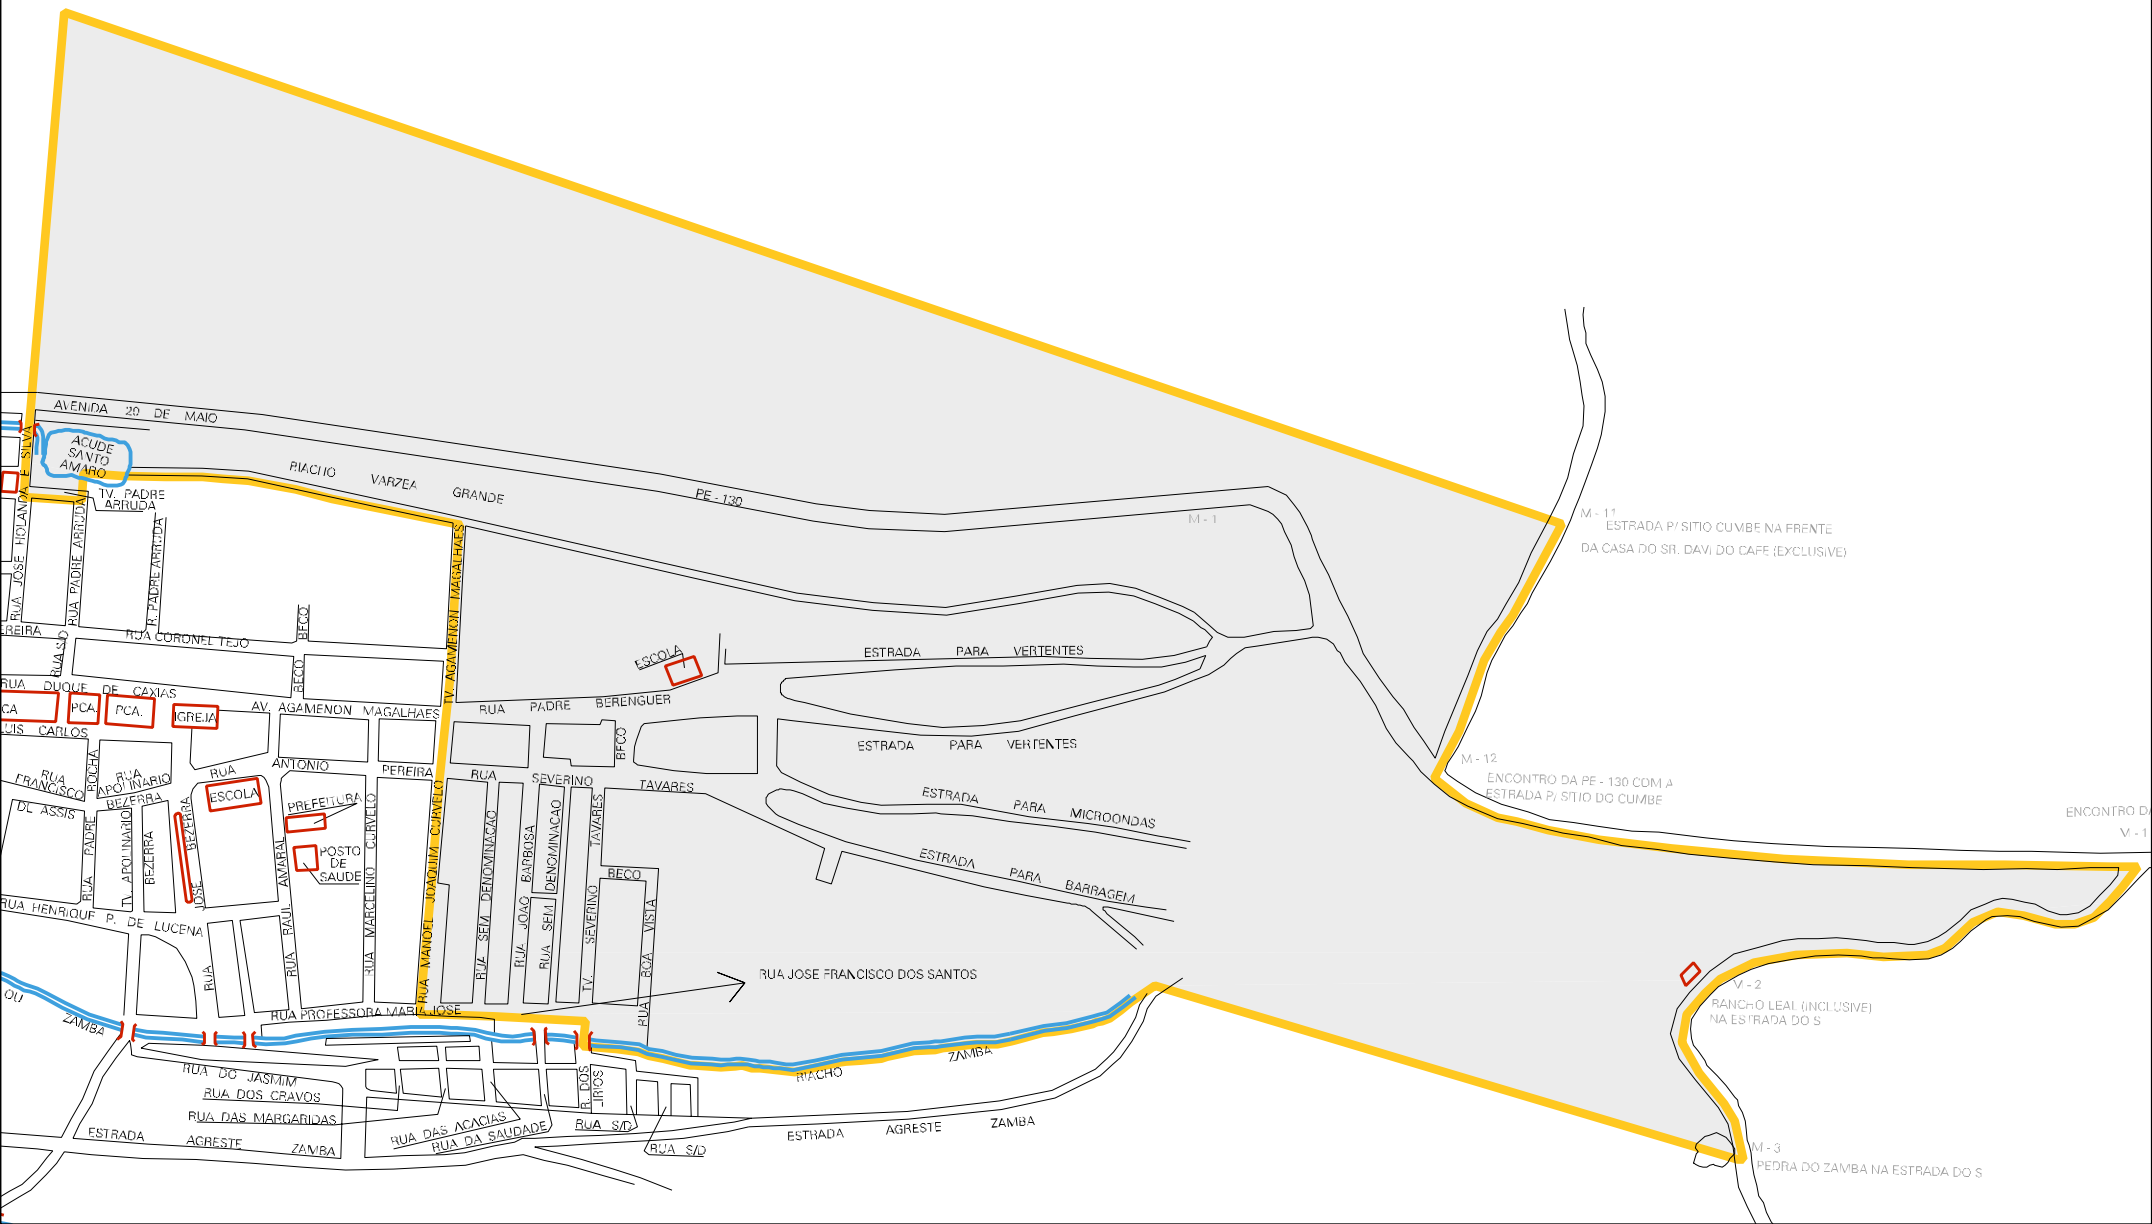 AVENIDA 20 DE MAIO
ACUDE
SANTO
AMARO
RIACHO VARZEA GRANDE
PE - 130
M - 1
M - 11
ESTRADA P/ SITIO CUMBE NA FRENTE
DA CASA DO SR. DAVI DO CAFE (EXCLUSIVE)
TV. PADRE
ARRUDA
RUA JOSE HOLANDA E SILVA
RUA PADRE ARRUDA
R. PADRE ARRUDA
BECO
TV. AGAMENON MAGALHAES
EREIRA
RUA S/D
RUA CORONEL TEJO
BECO
ESCOLA
ESTRADA PARA VERTENTES
RUA DUQUE DE CAXIAS
CA
PCA.
PCA.
IGREJA
AV. AGAMENON MAGALHAES
RUA PADRE BERENGUER
LUIS CARLOS
BECO
ESTRADA PARA VERTENTES
M - 12
ENCONTRO DA PE - 130 COM A
ESTRADA P/ SITIO DO CUMBE
ENCONTRO DA
M - 1
RUA
FRANCISCO
DE ASSIS
RUA PADRE ROCHA
RUA
APOLINARIO
BEZERRA
RUA ANTONIO PEREIRA
RUA SEVERINO TAVARES
ESTRADA PARA MICROONDAS
ESCOLA
PREFEITURA
POSTO
DE
SAUDE
TV. APOLINARIO
BEZERRA
RUA JOSE BEZERRA
RUA RAUL AMARAL
RUA MARCELINO CURVELO
RUA MANOEL JOAQUIM CURVELO
RUA SEM DENOMINACAO
RUA JOAO BARBOSA
RUA SEM DENOMINACAO
TV. SEVERINO TAVARES
BECO
RUA BOA VISTA
ESTRADA PARA BARRAGEM
RUA HENRIQUE P. DE LUCENA
RUA JOSE FRANCISCO DOS SANTOS
M - 2
RANCHO LEAL (INCLUSIVE)
NA ESTRADA DO S
OU ZAMBA
RUA PROFESSORA MARIA JOSE
RIACHO ZAMBA
RUA DO JASMIM
RUA DOS CRAVOS
RUA DAS MARGARIDAS
R. DOS
LIRIOS
RUA DAS ACACIAS
RUA DA SAUDADE
RUA S/D
RUA S/D
ESTRADA AGRESTE ZAMBA
ESTRADA AGRESTE ZAMBA
M - 3
PEDRA DO ZAMBA NA ESTRADA DO S